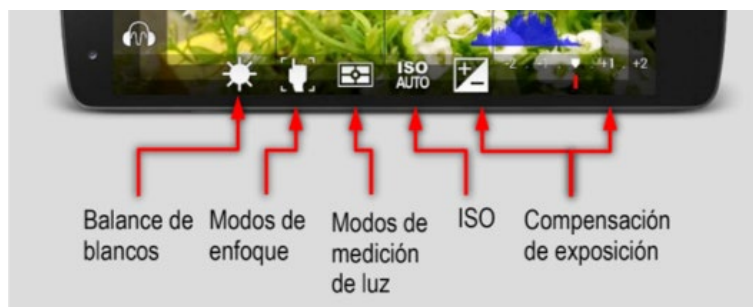 ISO
AUTO
-2 -1 +1 +2
Balance de
blancos
Modos de
enfoque
Modos de
medición
de luz
ISO
Compensación
de exposición